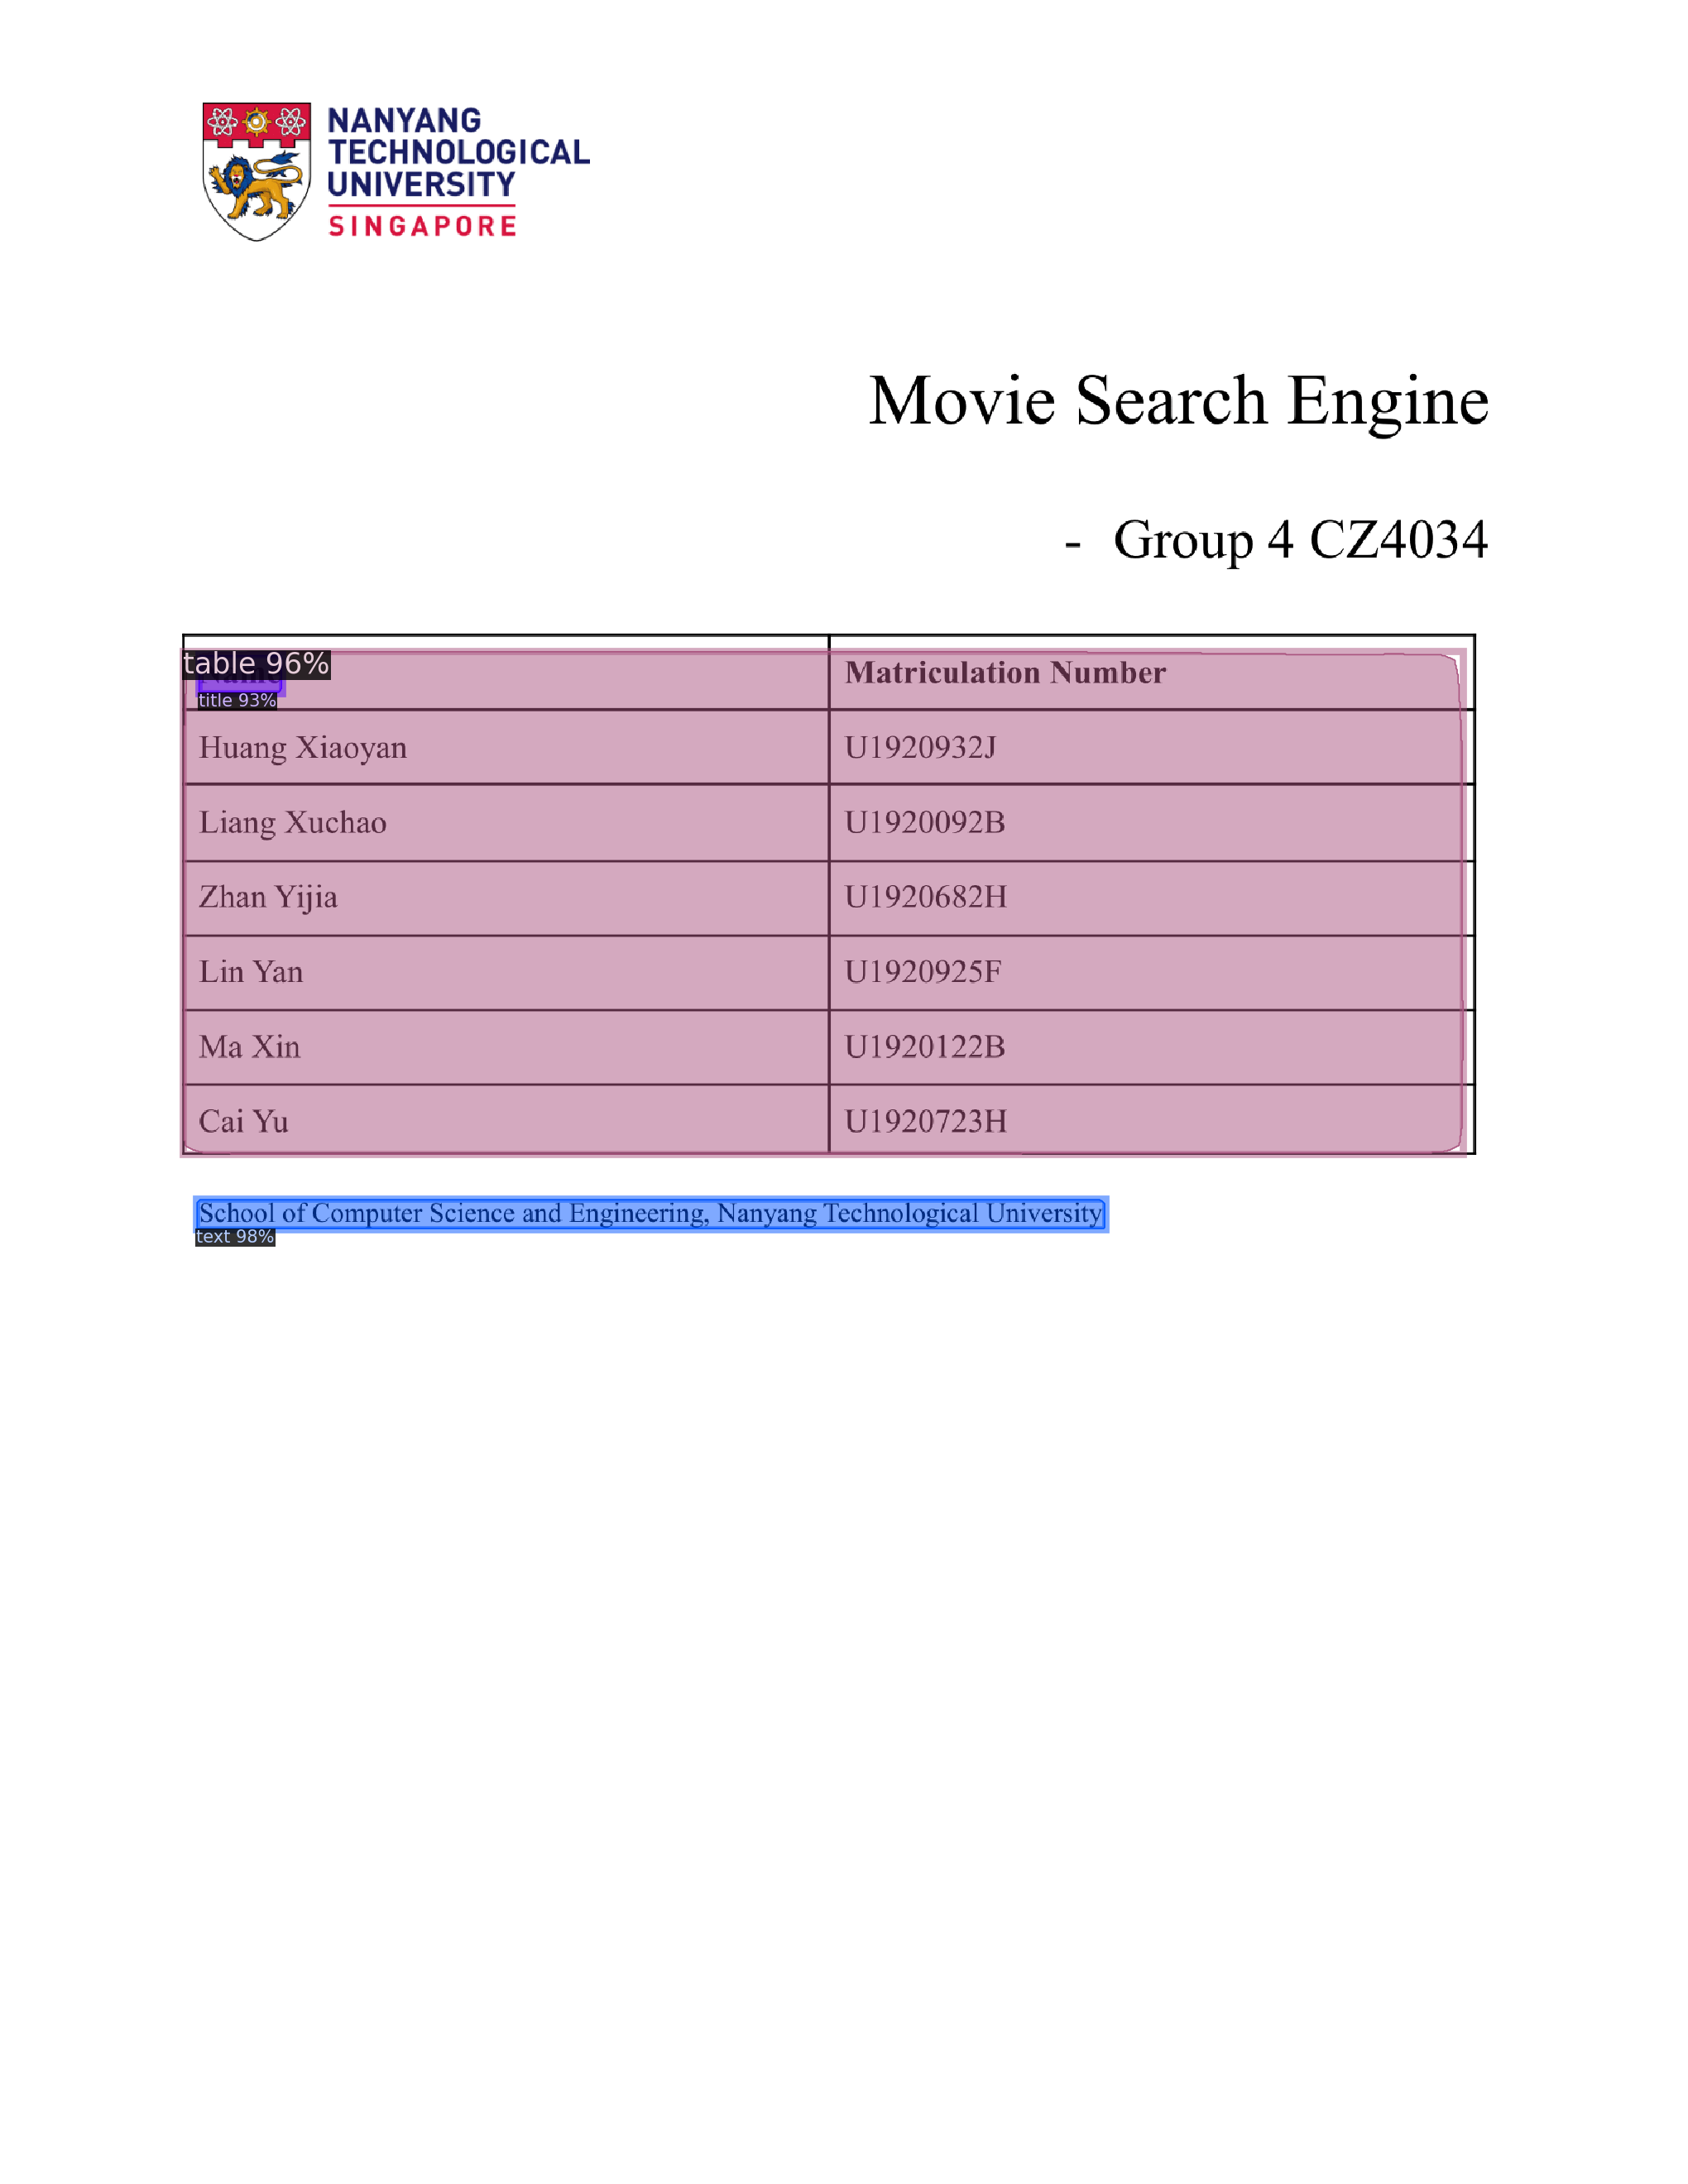 NANYANG
TECHNOLOGICAL
UNIVERSITY
SINGAPORE
Movie Search Engine
- Group 4 CZ4034
table 96%
Name Matriculation Number
title 93%
Huang Xiaoyan U1920932J
Liang Xuchao U1920092B
Zhan Yijia U1920682H
Lin Yan U1920925F
Ma Xin U1920122B
Cai Yu U1920723H
School of Computer Science and Engineering, Nanyang Technological University
text 98%